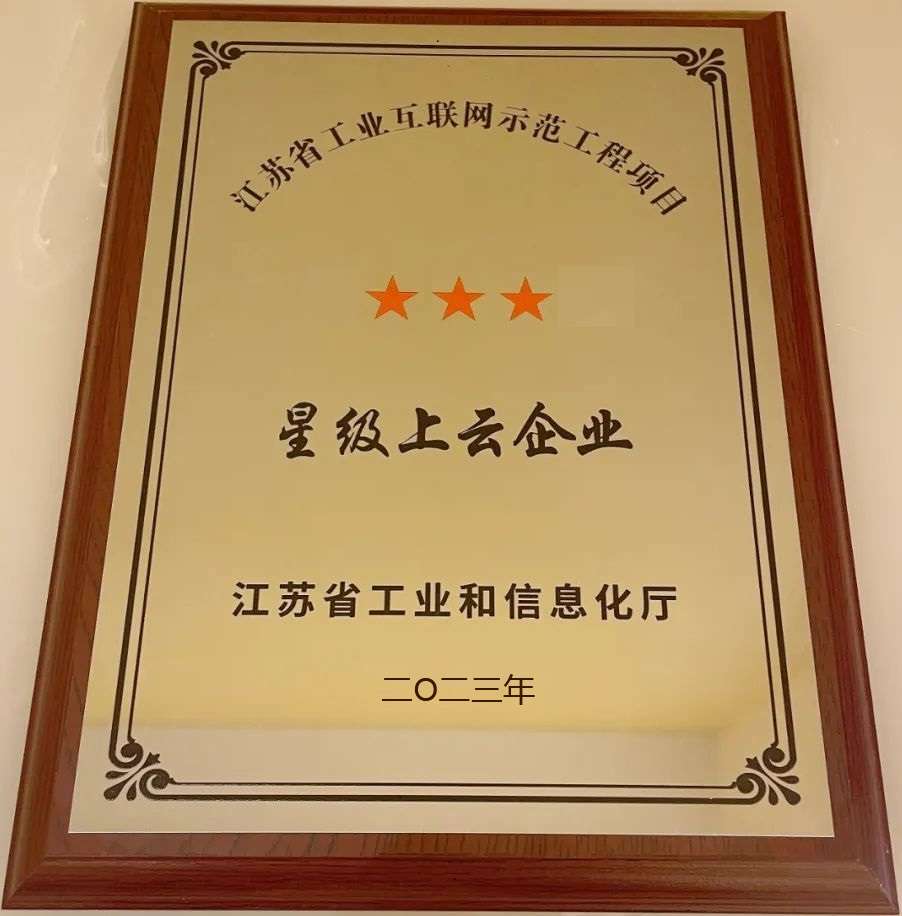 江苏省工业互联网示范工程项目
星级上云企业
江苏省工业和信息化厅
二〇二三年